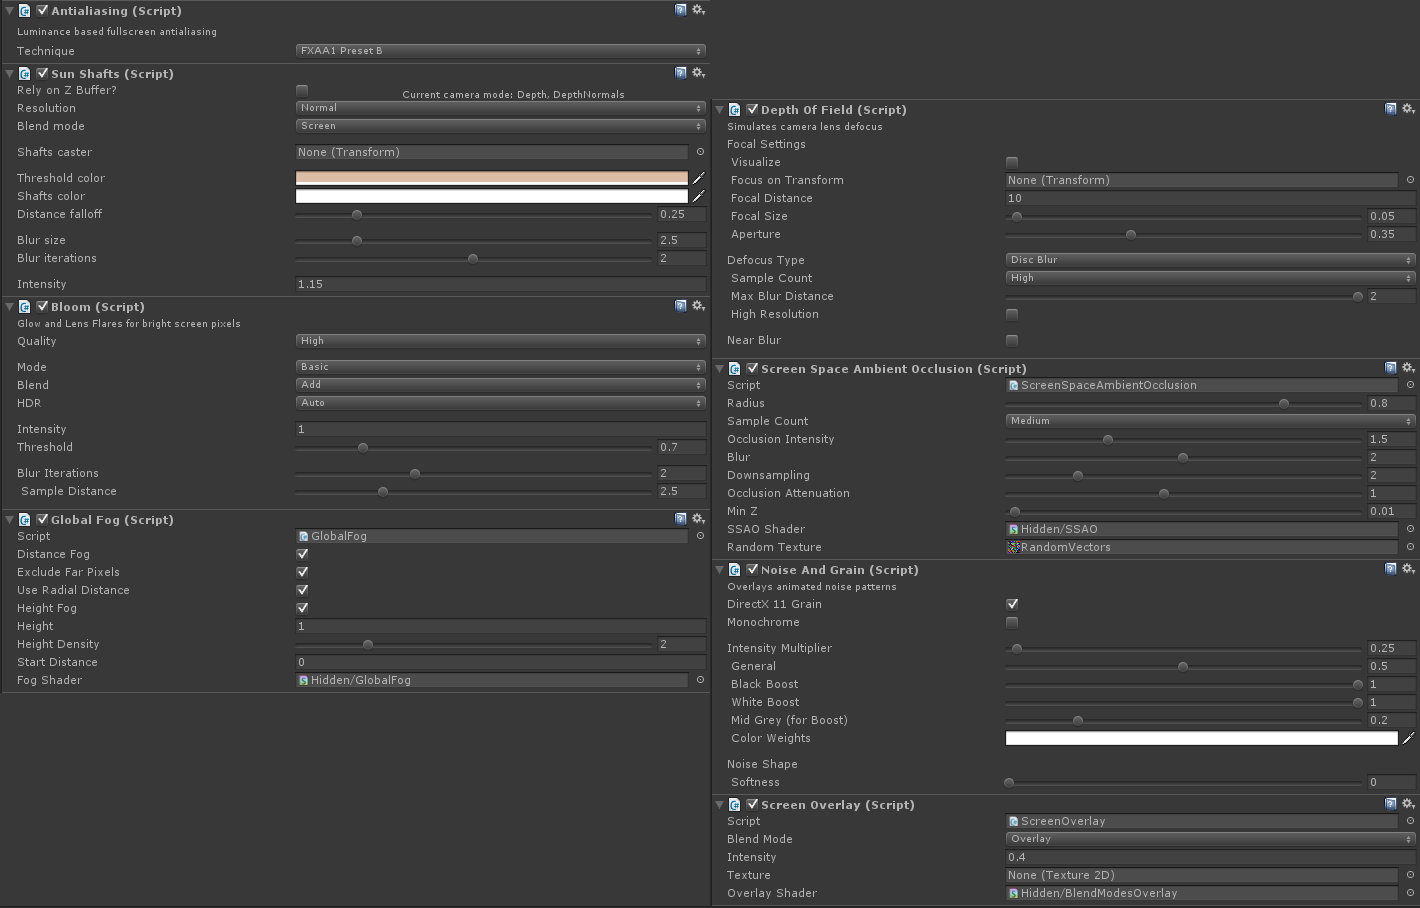 Antialiasing (Script)
Luminance based fullscreen antialiasing
Technique FXAA1 Preset B
Sun Shafts (Script)
Rely on Z Buffer? Current camera mode: Depth, DepthNormals
Resolution Normal
Blend mode Screen
Shafts caster None (Transform)
Threshold color
Shafts color
Distance falloff 0.25
Blur size 2.5
Blur iterations 2
Intensity 1.15
Bloom (Script)
Glow and Lens Flares for bright screen pixels
Quality High
Mode Basic
Blend Add
HDR Auto
Intensity 1
Threshold 0.7
Blur Iterations 2
Sample Distance 2.5
Global Fog (Script)
Script GlobalFog
Distance Fog
Exclude Far Pixels
Use Radial Distance
Height Fog
Height 1
Height Density 2
Start Distance 0
Fog Shader Hidden/GlobalFog
Depth Of Field (Script)
Simulates camera lens defocus
Focal Settings
Visualize
Focus on Transform None (Transform)
Focal Distance 10
Focal Size 0.05
Aperture 0.35
Defocus Type Disc Blur
Sample Count High
Max Blur Distance 2
High Resolution
Near Blur
Screen Space Ambient Occlusion (Script)
Script ScreenSpaceAmbientOcclusion
Radius 0.8
Sample Count Medium
Occlusion Intensity 1.5
Blur 2
Downsampling 2
Occlusion Attenuation 1
Min Z 0.01
SSAO Shader Hidden/SSAO
Random Texture RandomVectors
Noise And Grain (Script)
Overlays animated noise patterns
DirectX 11 Grain
Monochrome
Intensity Multiplier 0.25
General 0.5
Black Boost 1
White Boost 1
Mid Grey (for Boost) 0.2
Color Weights
Noise Shape
Softness 0
Screen Overlay (Script)
Script ScreenOverlay
Blend Mode Overlay
Intensity 0.4
Texture None (Texture 2D)
Overlay Shader Hidden/BlendModesOverlay